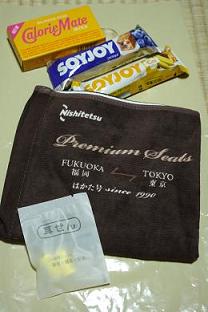 CalorieMate
SOYJOY
SOYJOY
Nishitetsu
Premium Seats
FUKUOKA
TOKYO
福岡
東京
はかた号 since 1990
耳せん